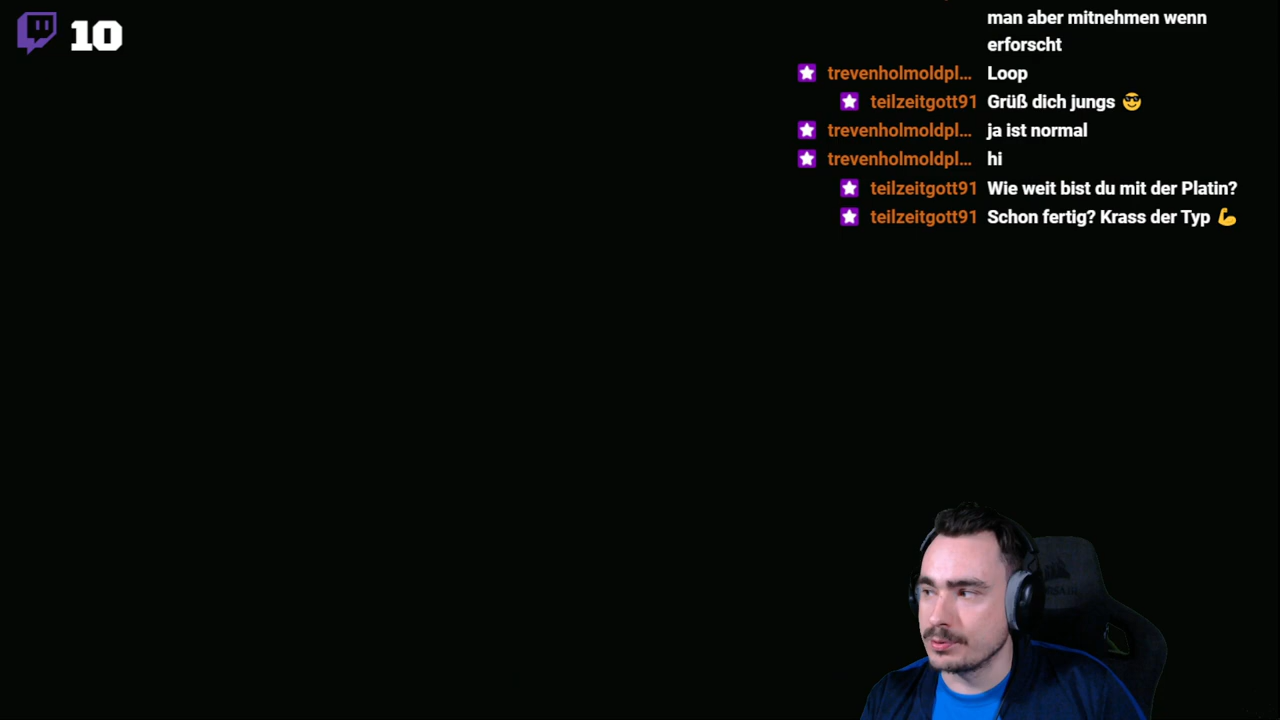 10
man aber mitnehmen wenn
erforscht
trevenholmoldpl... Loop
teilzeitgott91 Grüß dich jungs 😎
trevenholmoldpl... ja ist normal
trevenholmoldpl... hi
teilzeitgott91 Wie weit bist du mit der Platin?
teilzeitgott91 Schon fertig? Krass der Typ 💪